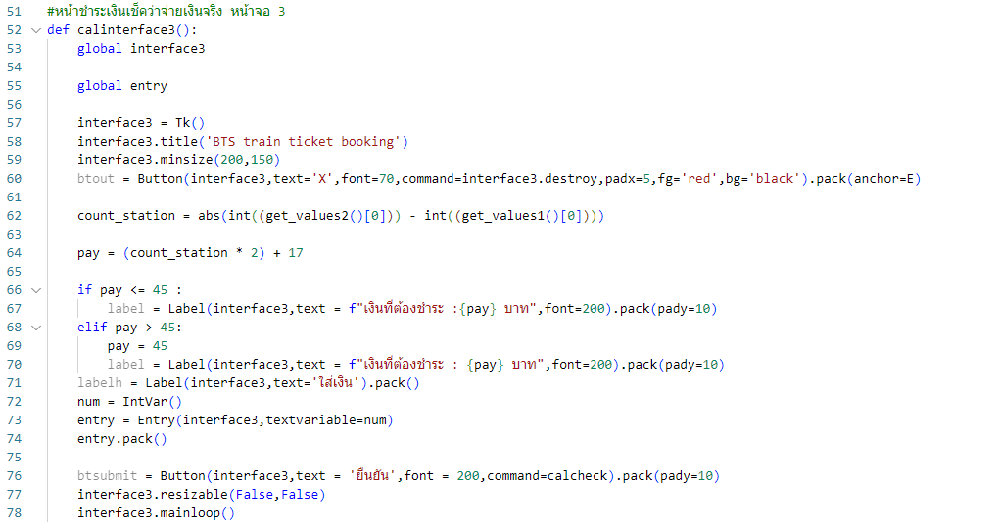 51 #หน้าชำระเงินเช็คว่าจ่ายเงินจริง หน้าจอ 3
52 def calinterface3():
53     global interface3
54
55     global entry
56
57     interface3 = Tk()
58     interface3.title('BTS train ticket booking')
59     interface3.minsize(200,150)
60     btout = Button(interface3,text='X',font=70,command=interface3.destroy,padx=5,fg='red',bg='black').pack(anchor=E)
61
62     count_station = abs(int((get_values2()[0])) - int((get_values1()[0])))
63
64     pay = (count_station * 2) + 17
65
66     if pay <= 45 :
67         label = Label(interface3,text = f"เงินที่ต้องชำระ :{pay} บาท",font=200).pack(pady=10)
68     elif pay > 45:
69         pay = 45
70         label = Label(interface3,text = f"เงินที่ต้องชำระ : {pay} บาท",font=200).pack(pady=10)
71     labelh = Label(interface3,text='ใส่เงิน').pack()
72     num = IntVar()
73     entry = Entry(interface3,textvariable=num)
74     entry.pack()
75
76     btsubmit = Button(interface3,text = 'ยืนยัน',font = 200,command=calcheck).pack(pady=10)
77     interface3.resizable(False,False)
78     interface3.mainloop()